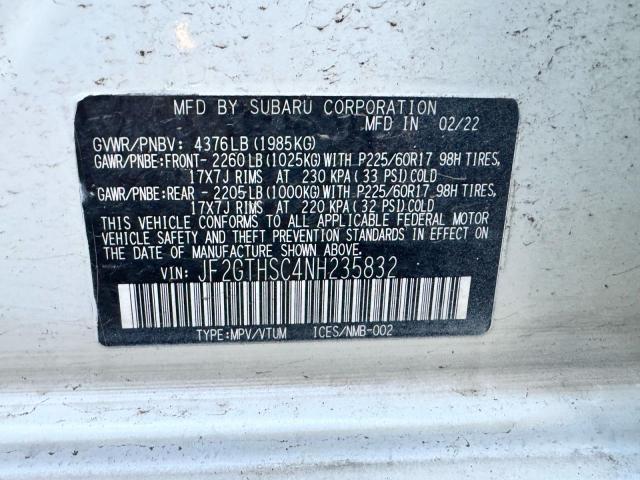 MFD BY SUBARU CORPORATION
MFD IN 02/22
GVWR/PNBV: 4376LB (1985KG)
GAWR/PNBE:FRONT- 2260 LB (1025KG) WITH P225/60R17 98H TIRES,
17X7J RIMS AT 230 KPA (33 PSI) COLD
GAWR/PNBE:REAR - 2205 LB (1000KG) WITH P225/60R17 98H TIRES,
17X7J RIMS AT 220 KPA (32 PSI) COLD
THIS VEHICLE CONFORMS TO ALL APPLICABLE FEDERAL MOTOR
VEHICLE SAFETY AND THEFT PREVENTION STANDARDS IN EFFECT ON
THE DATE OF MANUFACTURE SHOWN ABOVE.
VIN: JF2GTHSC4NH235832
TYPE:MPV/VTUM ICES/NMB-002